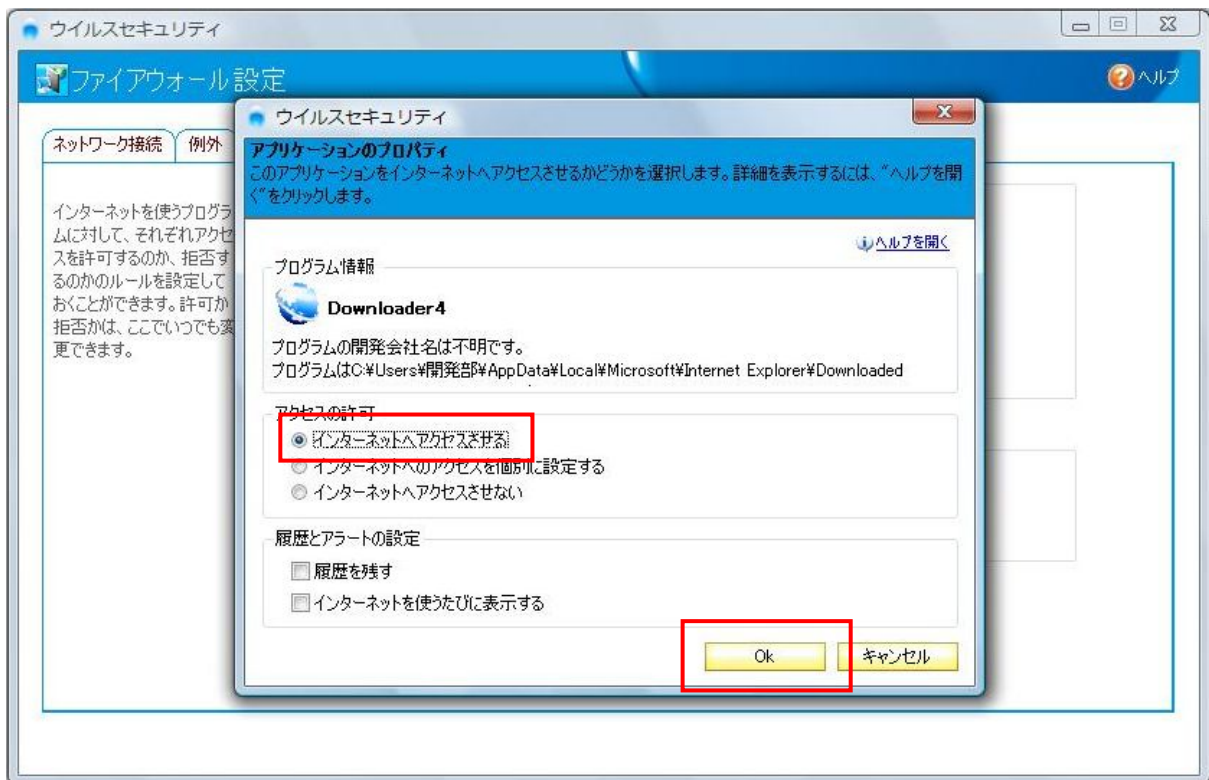 ウイルスセキュリティ
ファイアウォール設定
ヘルプ
ネットワーク接続
例外
インターネットを使うプログラ
ムに対して、それぞれアクセ
スを許可するのか、拒否す
るのかのルールを設定して
おくことができます。許可か
拒否かは、ここでいつでも変
更できます。
ウイルスセキュリティ
アプリケーションのプロパティ
このアプリケーションをインターネットへアクセスさせるかどうかを選択します。詳細を表示するには、"ヘルプを開
く"をクリックします。
ヘルプを開く
プログラム情報
Downloader4
プログラムの開発会社名は不明です。
プログラムはC:¥Users¥開発部¥AppData¥Local¥Microsoft¥Internet Explorer¥Downloaded
アクセスの許可
インターネットへアクセスさせる
インターネットへのアクセスを個別に設定する
インターネットへアクセスさせない
履歴とアラートの設定
履歴を残す
インターネットを使うたびに表示する
Ok
キャンセル